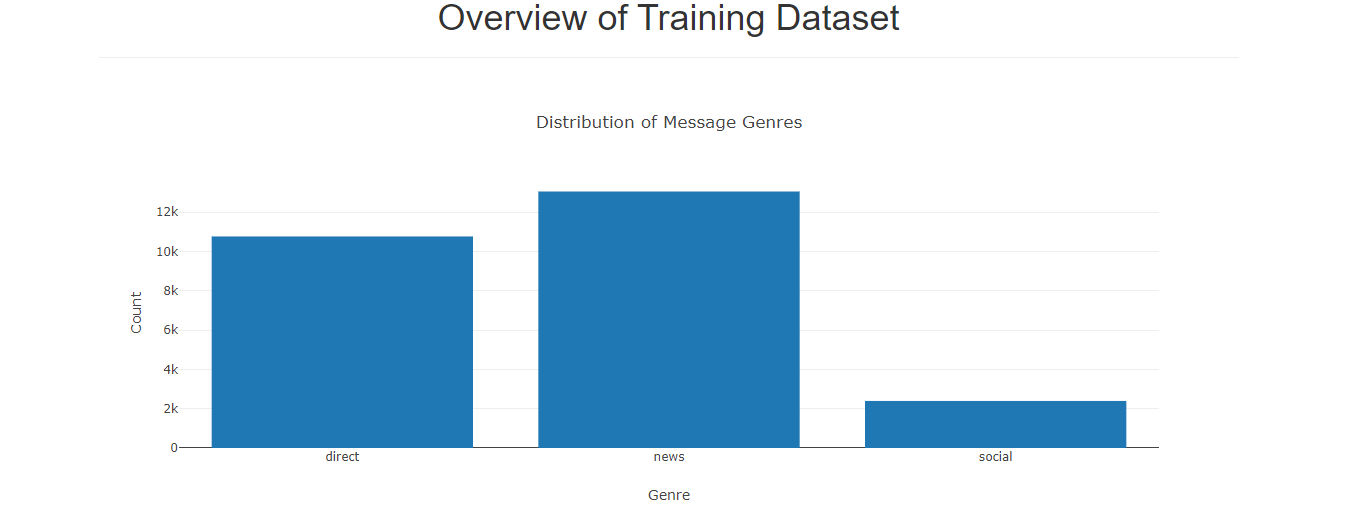 Overview of Training Dataset
Distribution of Message Genres
12k
10k
8k
6k
4k
2k
0
Count
direct news social
Genre